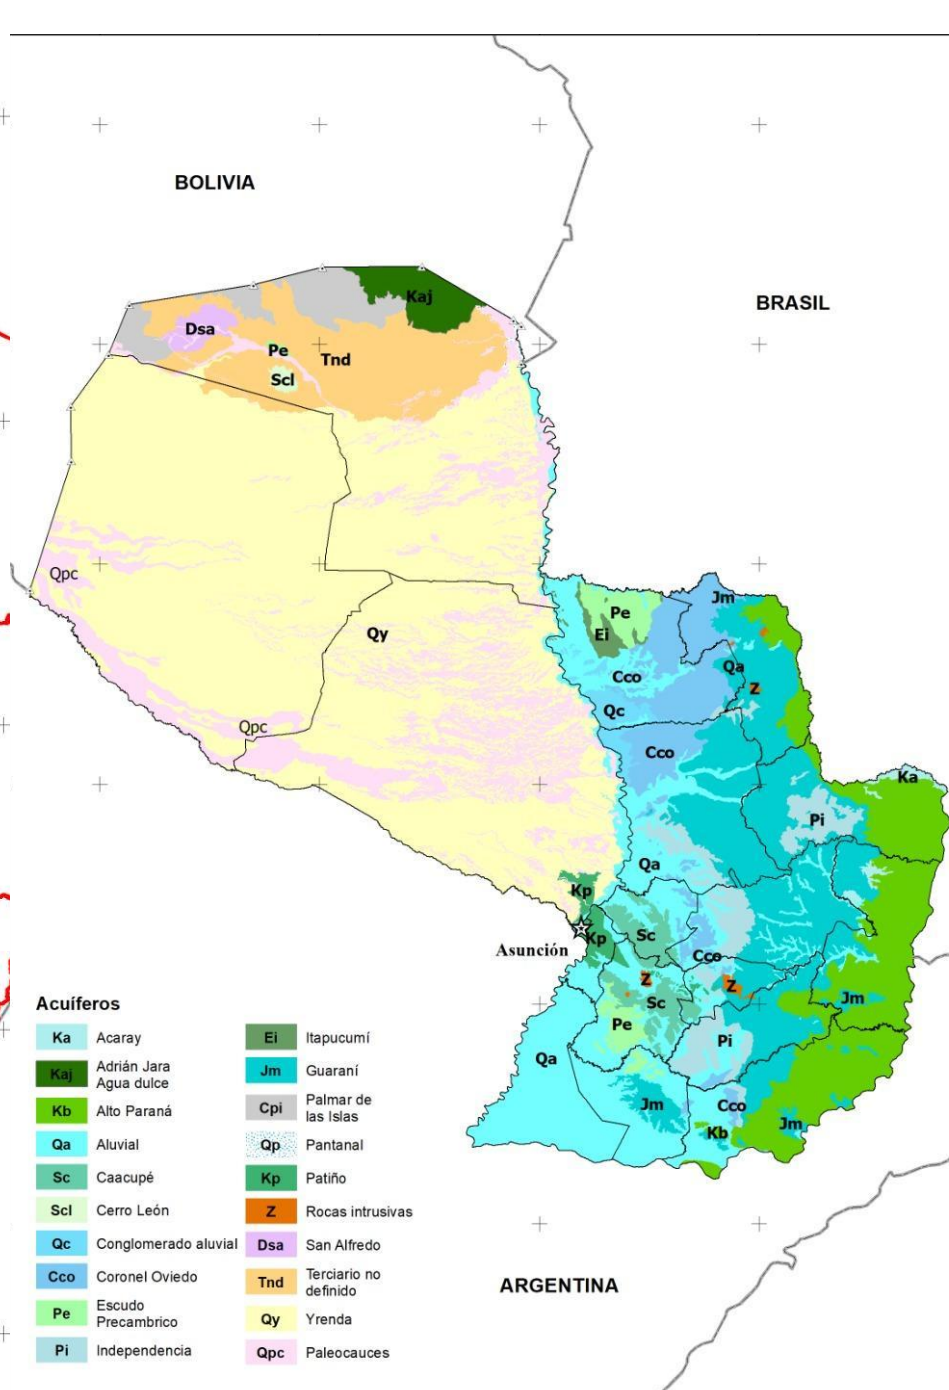 BOLIVIA
BRASIL
Kaj
Dsa
Pe
Tnd
Scl
Qpc
Pe
Jm
Ei
Qy
Qa
Cco
Z
Qc
Qpc
Cco
Ka
Pi
Qa
Kp
Sc
Kp
Asunción
Cco
Z
Z
Sc
Jm
Pe
Pi
Qa
Jm
Cco
Jm
Kb
ARGENTINA
Acuíferos
Ka Acaray
Kaj Adrián Jara
Agua dulce
Kb Alto Paraná
Qa Aluvial
Sc Caacupé
Scl Cerro León
Qc Conglomerado aluvial
Cco Coronel Oviedo
Pe Escudo
Precambrico
Pi Independencia
Ei Itapucumí
Jm Guaraní
Cpi Palmar de
las Islas
Qp Pantanal
Kp Patiño
Z Rocas intrusivas
Dsa San Alfredo
Tnd Terciario no
definido
Qy Yrenda
Qpc Paleocauces